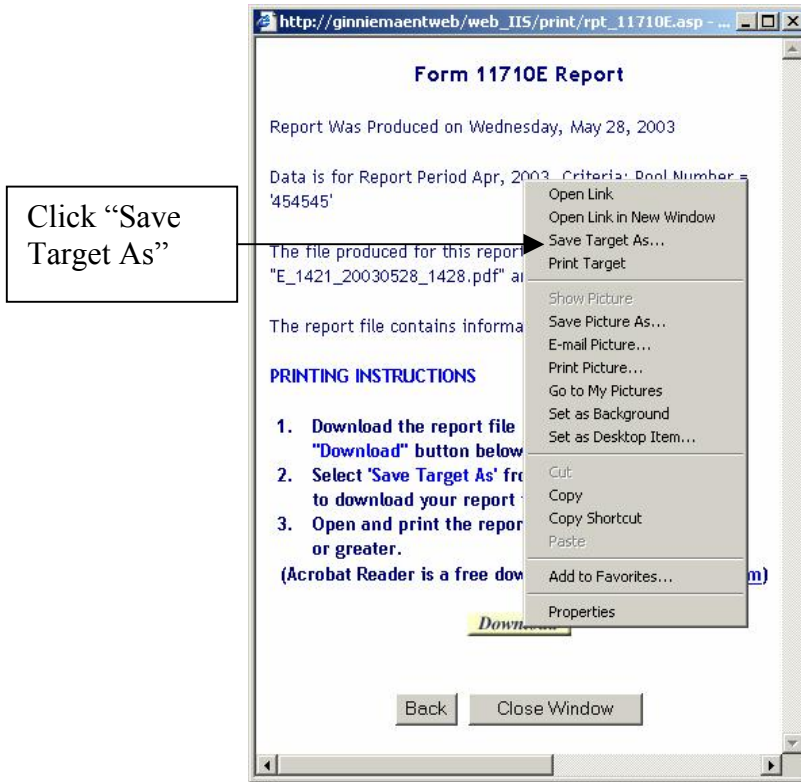 http://ginniemaentweb/web_IIS/print/rpt_11710E.asp - ...
Form 11710E Report
Report Was Produced on Wednesday, May 28, 2003
Data is for Report Period Apr, 2003 Criteria: Pool Number =
'454545'
The file produced for this report
"E_1421_20030528_1428.pdf"
The report file contains
PRINTING INSTRUCTIONS
1. Download the report file
"Download" button below
2. Select 'Save Target As'
to download your report
3. Open and print the
or greater.
(Acrobat Reader is a free
Download
Back
Close Window
Click “Save
Target As”
Open Link
Open Link in New Window
Save Target As...
Print Target
Show Picture
Save Picture As...
E-mail Picture...
Print Picture...
Go to My Pictures
Set as Background
Set as Desktop Item...
Cut
Copy
Copy Shortcut
Paste
Add to Favorites...
Properties